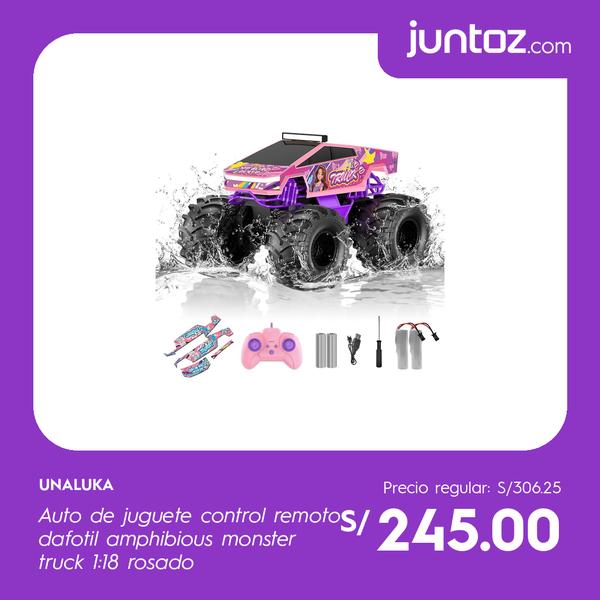 juntoz.com
TRUCK
UNALUKA
Precio regular: S/306.25
Auto de juguete control remoto
dafotil amphibious monster
truck 1:18 rosado
S/ 245.00